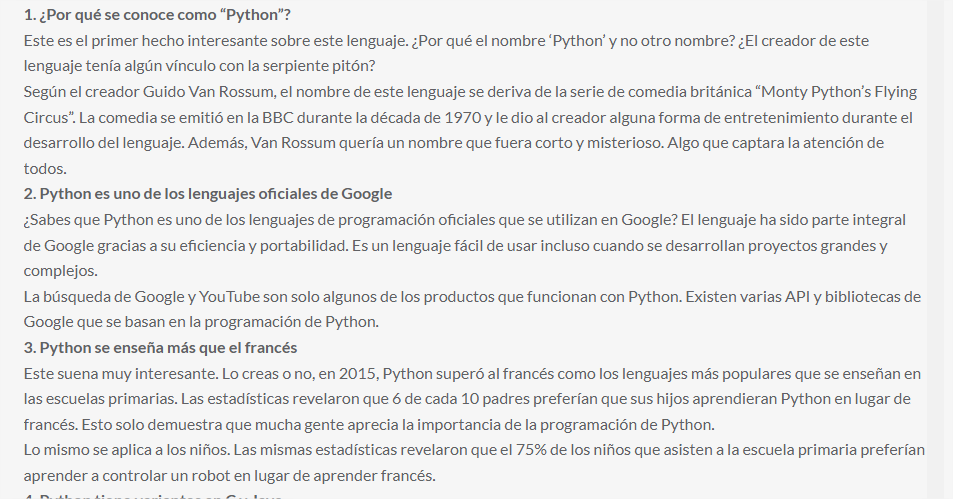 1. ¿Por qué se conoce como “Python”?
Este es el primer hecho interesante sobre este lenguaje. ¿Por qué el nombre ‘Python’ y no otro nombre? ¿El creador de este
lenguaje tenía algún vínculo con la serpiente pitón?
Según el creador Guido Van Rossum, el nombre de este lenguaje se deriva de la serie de comedia británica “Monty Python’s Flying
Circus”. La comedia se emitió en la BBC durante la década de 1970 y le dio al creador alguna forma de entretenimiento durante el
desarrollo del lenguaje. Además, Van Rossum quería un nombre que fuera corto y misterioso. Algo que captara la atención de
todos.
2. Python es uno de los lenguajes oficiales de Google
¿Sabes que Python es uno de los lenguajes de programación oficiales que se utilizan en Google? El lenguaje ha sido parte integral
de Google gracias a su eficiencia y portabilidad. Es un lenguaje fácil de usar incluso cuando se desarrollan proyectos grandes y
complejos.
La búsqueda de Google y YouTube son solo algunos de los productos que funcionan con Python. Existen varias API y bibliotecas de
Google que se basan en la programación de Python.
3. Python se enseña más que el francés
Este suena muy interesante. Lo creas o no, en 2015, Python superó al francés como los lenguajes más populares que se enseñan en
las escuelas primarias. Las estadísticas revelaron que 6 de cada 10 padres preferían que sus hijos aprendieran Python en lugar de
francés. Esto solo demuestra que mucha gente aprecia la importancia de la programación de Python.
Lo mismo se aplica a los niños. Las mismas estadísticas revelaron que el 75% de los niños que asisten a la escuela primaria preferían
aprender a controlar un robot en lugar de aprender francés.